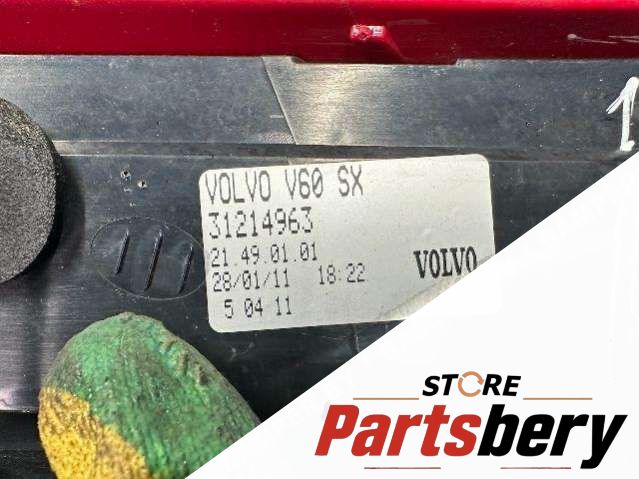 1
VOLVO V60 SX
31214963
21.49.01.01
28/01/11 18:22
VOLVO
5 04 11
STORE
Partsbery